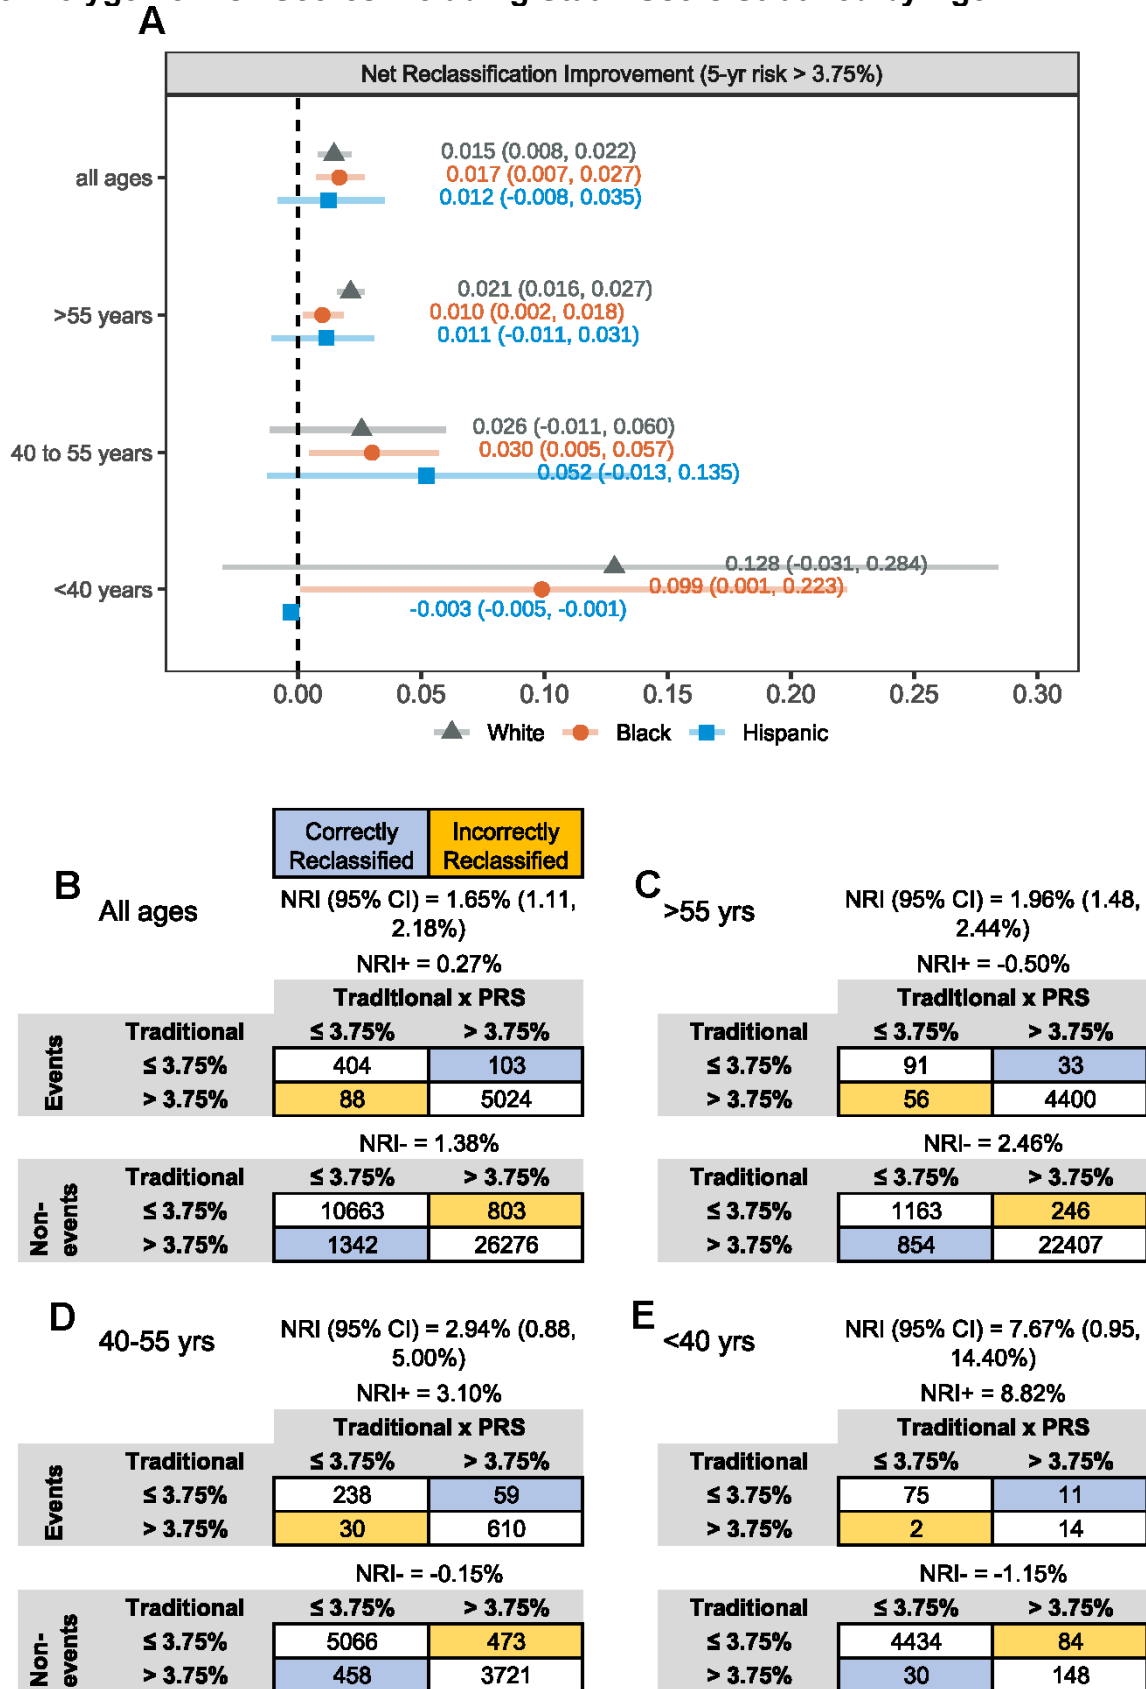 A
Net Reclassification Improvement (5-yr risk > 3.75%)
all ages
0.015 (0.008, 0.022)
0.017 (0.007, 0.027)
0.012 (-0.008, 0.035)
>55 years
0.021 (0.016, 0.027)
0.010 (0.002, 0.018)
0.011 (-0.011, 0.031)
40 to 55 years
0.026 (-0.011, 0.060)
0.030 (0.005, 0.057)
0.052 (-0.013, 0.135)
<40 years
0.128 (-0.031, 0.284)
0.099 (0.001, 0.223)
-0.003 (-0.005, -0.001)
0.00 0.05 0.10 0.15 0.20 0.25 0.30
White Black Hispanic
Correctly Reclassified
Incorrectly Reclassified
B
All ages
NRI (95% CI) = 1.65% (1.11,
2.18%)
NRI+ = 0.27%
Traditional x PRS
Events
Traditional ≤ 3.75% > 3.75%
≤ 3.75% 404 103
> 3.75% 88 5024
NRI- = 1.38%
Non-
events
Traditional ≤ 3.75% > 3.75%
≤ 3.75% 10663 803
> 3.75% 1342 26276
C
>55 yrs
NRI (95% CI) = 1.96% (1.48,
2.44%)
NRI+ = -0.50%
Traditional x PRS
Traditional ≤ 3.75% > 3.75%
≤ 3.75% 91 33
> 3.75% 56 4400
NRI- = 2.46%
Traditional ≤ 3.75% > 3.75%
≤ 3.75% 1163 246
> 3.75% 854 22407
D
40-55 yrs
NRI (95% CI) = 2.94% (0.88,
5.00%)
NRI+ = 3.10%
Traditional x PRS
Events
Traditional ≤ 3.75% > 3.75%
≤ 3.75% 238 59
> 3.75% 30 610
NRI- = -0.15%
Non-
events
Traditional ≤ 3.75% > 3.75%
≤ 3.75% 5066 473
> 3.75% 458 3721
E
<40 yrs
NRI (95% CI) = 7.67% (0.95,
14.40%)
NRI+ = 8.82%
Traditional x PRS
Traditional ≤ 3.75% > 3.75%
≤ 3.75% 75 11
> 3.75% 2 14
NRI- = -1.15%
Traditional ≤ 3.75% > 3.75%
≤ 3.75% 4434 84
> 3.75% 30 148